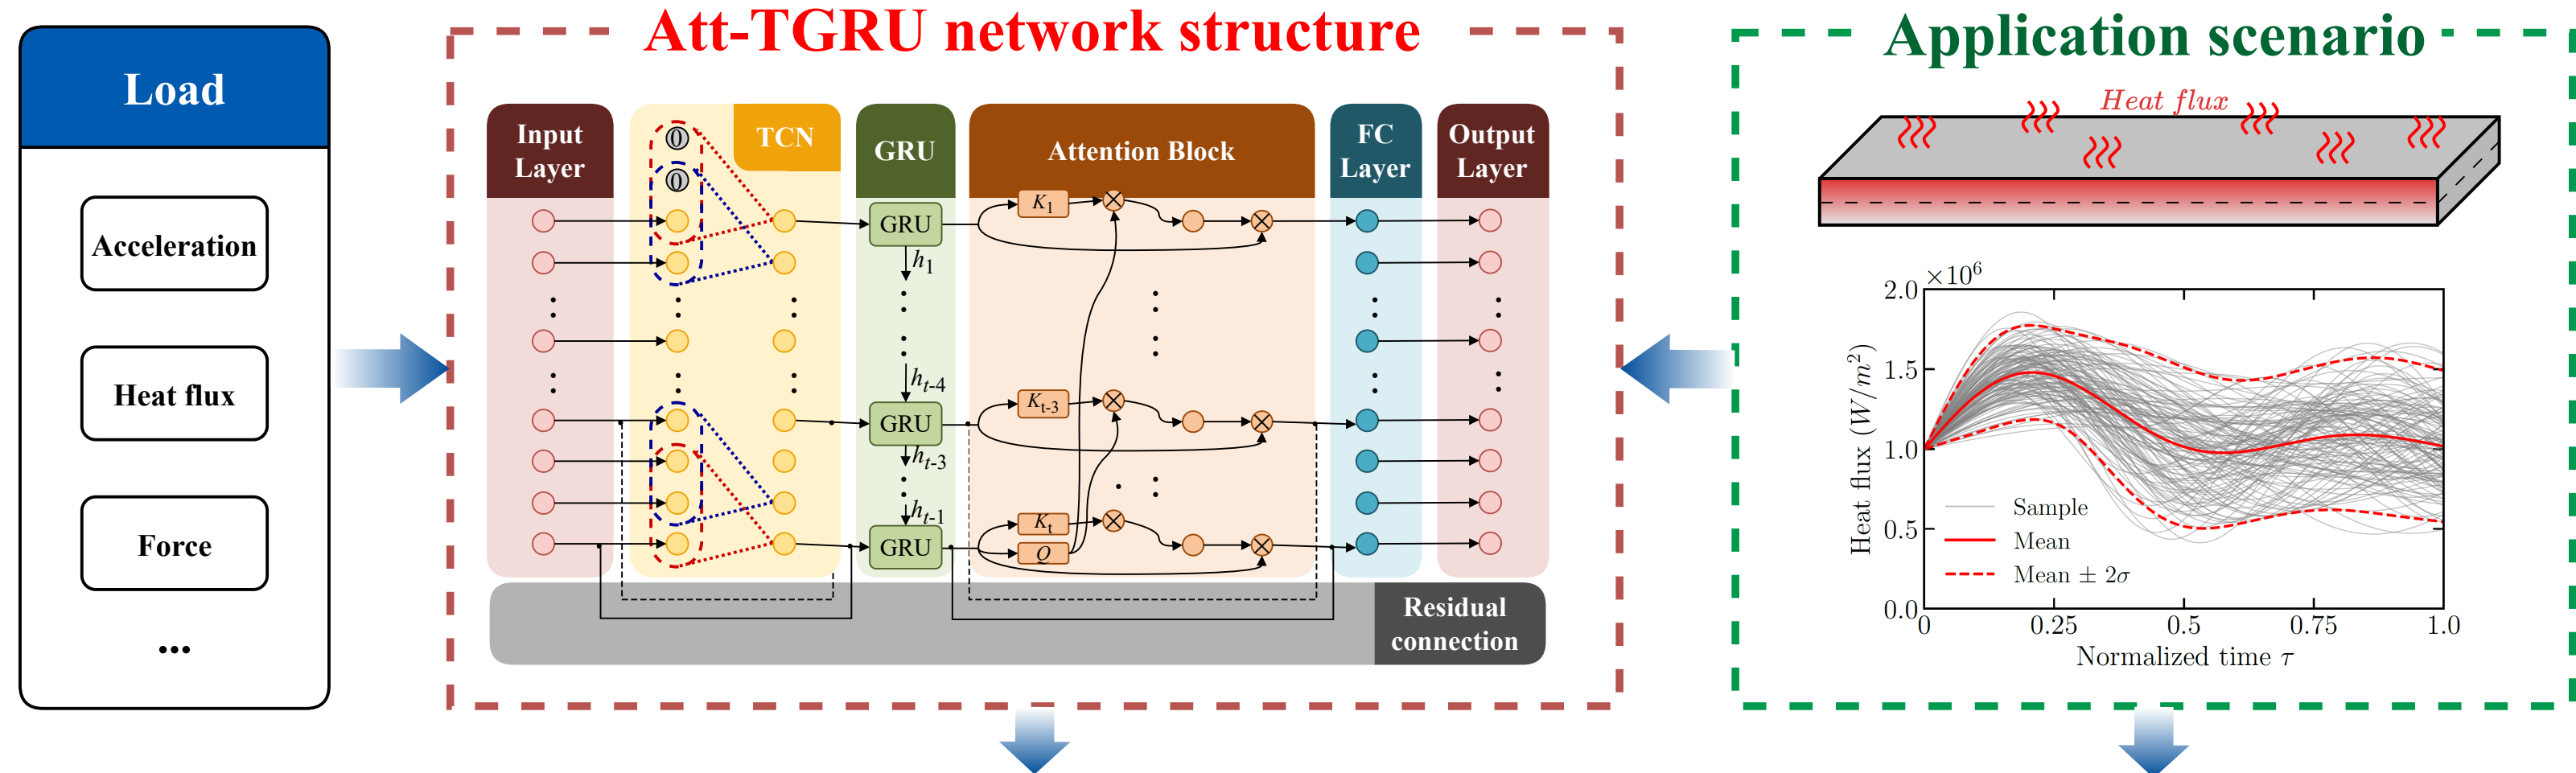 Load
Acceleration
Heat flux
Force
...
Att-TGRU network structure
Input
Layer
TCN
GRU
Attention Block
FC
Layer
Output
Layer
0
0
GRU
K1
h1
ht-4
GRU
Kt-3
ht-3
ht-1
GRU
Kt
Q
Residual
connection
Application scenario
Heat flux
×10^6
2.0
1.5
1.0
0.5
0.0
Heat flux (W/m^2)
Sample
Mean
Mean ± 2σ
0
0.25
0.5
0.75
1.0
Normalized time τ